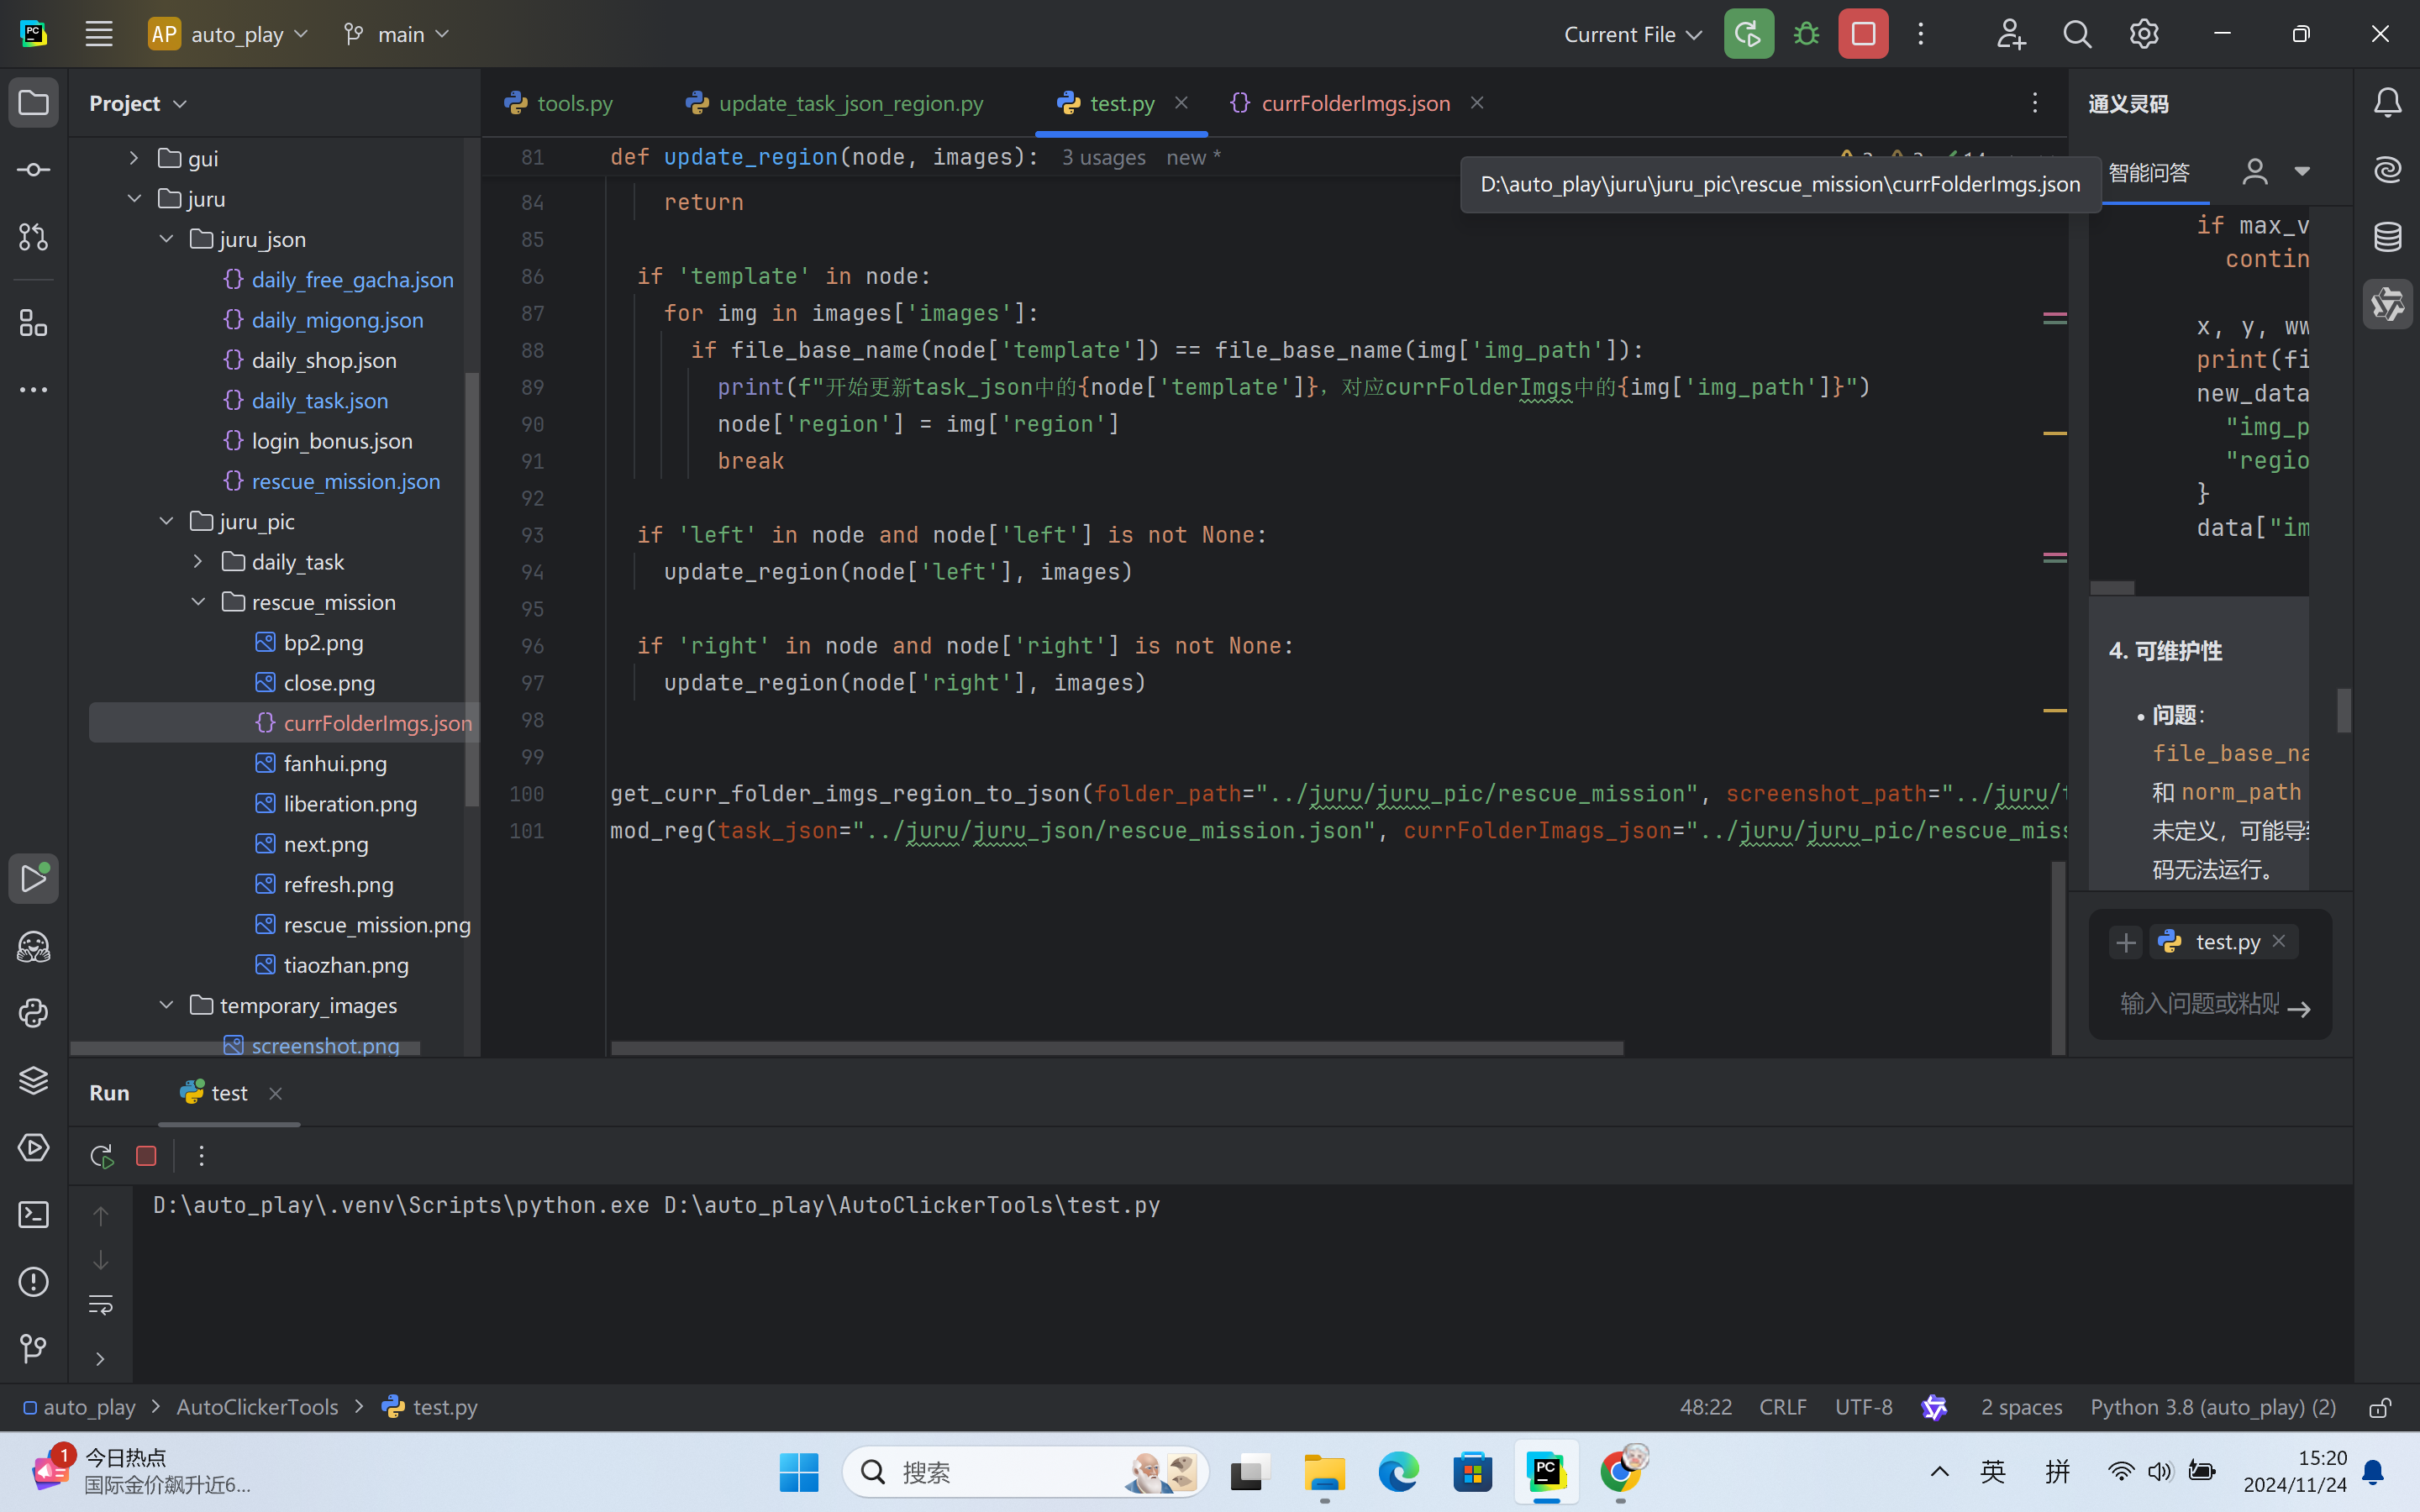 AP auto_play main Current File
Project
gui
juru
juru_json
daily_free_gacha.json
daily_migong.json
daily_shop.json
daily_task.json
login_bonus.json
rescue_mission.json
juru_pic
daily_task
rescue_mission
bp2.png
close.png
currFolderImgs.json
fanhui.png
liberation.png
next.png
refresh.png
rescue_mission.png
tiaozhan.png
temporary_images
screenshot.png
tools.py update_task_json_region.py test.py currFolderImgs.json
81 def update_region(node, images): 3 usages new *
D:\auto_play\juru\juru_pic\rescue_mission\currFolderImgs.json
84 return
85
86 if 'template' in node:
87 for img in images['images']:
88 if file_base_name(node['template']) == file_base_name(img['img_path']):
89 print(f"开始更新task_json中的{node['template']}，对应currFolderImgs中的{img['img_path']}")
90 node['region'] = img['region']
91 break
92
93 if 'left' in node and node['left'] is not None:
94 update_region(node['left'], images)
95
96 if 'right' in node and node['right'] is not None:
97 update_region(node['right'], images)
98
99
100 get_curr_folder_imgs_region_to_json(folder_path="../juru/juru_pic/rescue_mission", screenshot_path="../juru/
101 mod_reg(task_json="../juru/juru_json/rescue_mission.json", currFolderImags_json="../juru/juru_pic/rescue_mis
通义灵码
智能问答
if max_v
contin
x, y, ww
print(fi
new_data
"img_p
"regio
}
data["im
4. 可维护性
• 问题：
file_base_na
和 norm_path
未定义，可能导
码无法运行。
test.py
输入问题或粘贴
Run test
D:\auto_play\.venv\Scripts\python.exe D:\auto_play\AutoClickerTools\test.py
auto_play > AutoClickerTools > test.py 48:22 CRLF UTF-8 2 spaces Python 3.8 (auto_play) (2)
1 今日热点
国际金价飙升近6...
搜索
PC
英 拼
15:20
2024/11/24